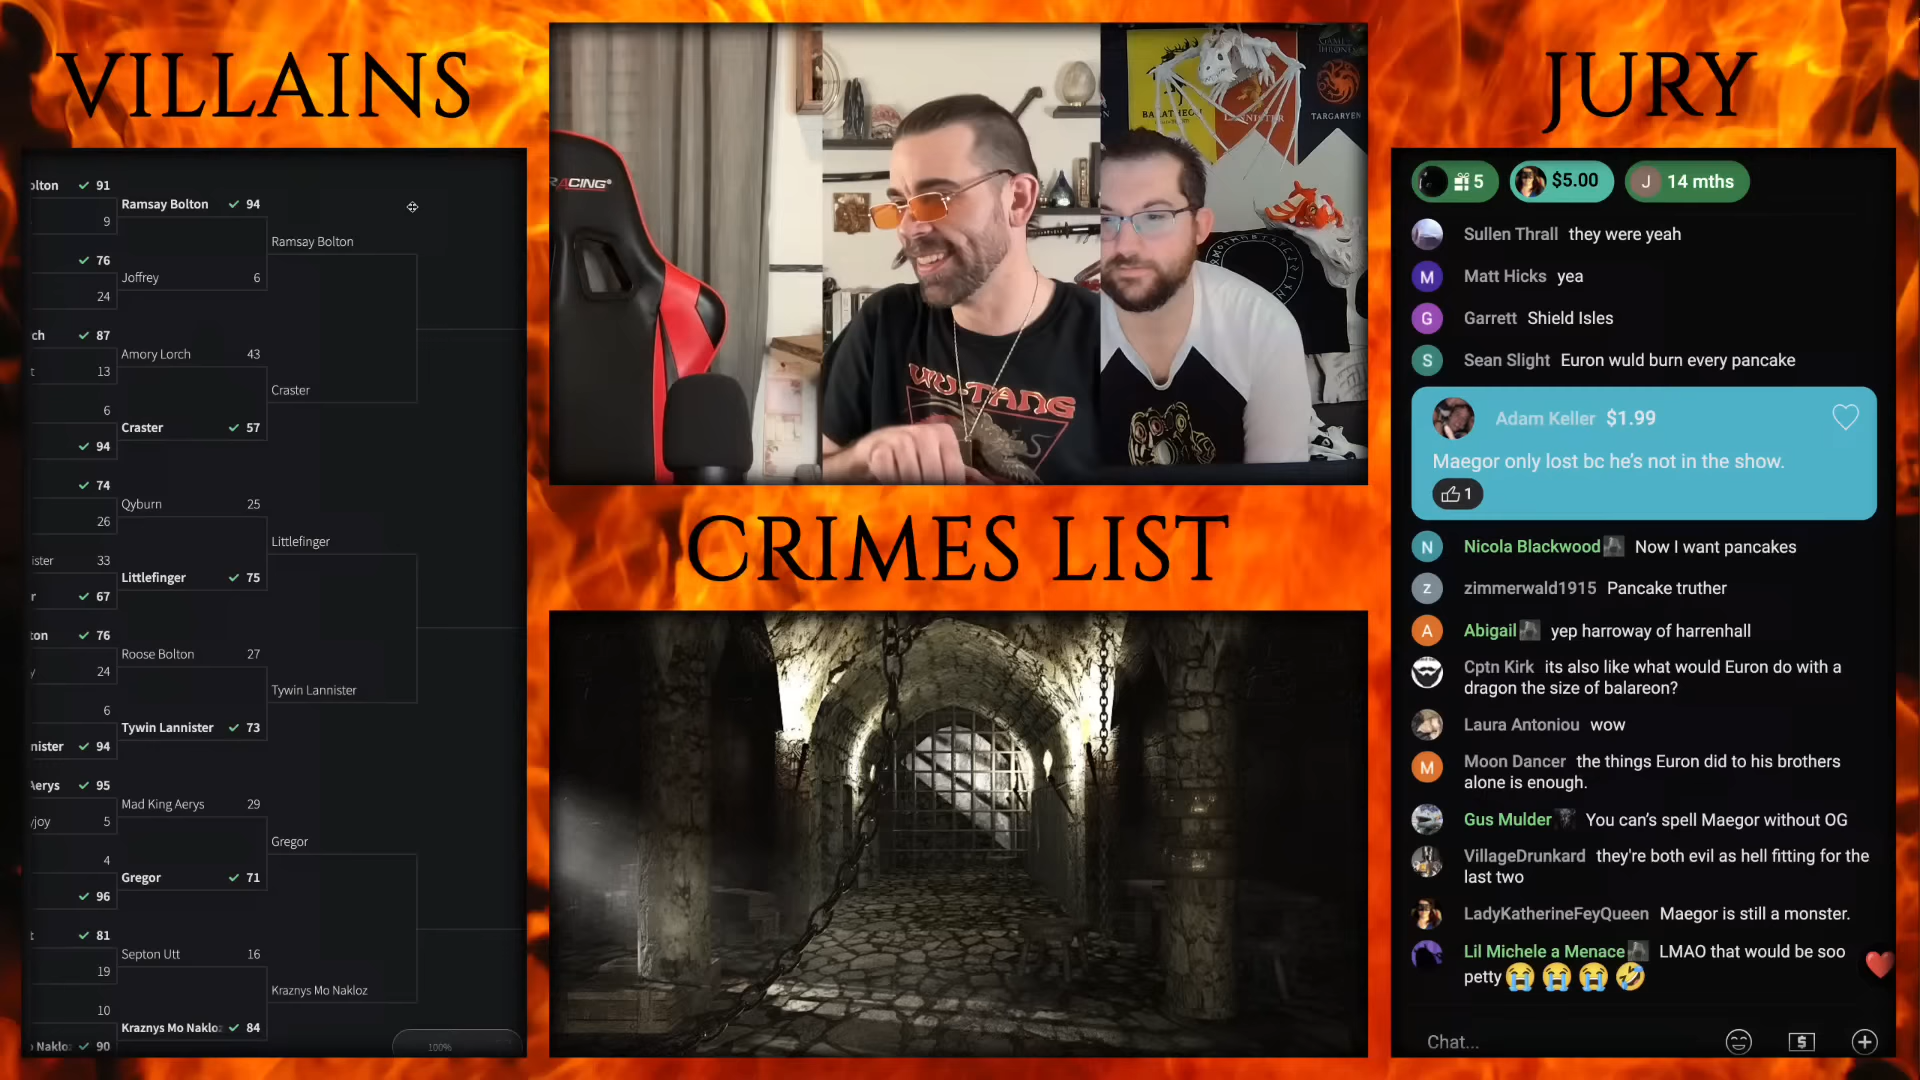 VILLAINS
olton 91
9
Ramsay Bolton 94
Ramsay Bolton
76
Joffrey 6
24
ch 87
Amory Lorch 43
t 13
Craster
6
Craster 57
94
74
Qyburn 25
26
Littlefinger
ister 33
Littlefinger 75
r 67
ton 76
Roose Bolton 27
y 24
Tywin Lannister
6
Tywin Lannister 73
nister 94
Aerys 95
Mad King Aerys 29
yjoy 5
Gregor
4
Gregor 71
96
t 81
Septon Utt 16
19
Kraznys Mo Nakloz
10
Kraznys Mo Nakloz 84
o Nakloz 90
100%
RACING
WU-TANG
BARATHEON
LANNISTER
GAME OF THRONES
TARGARYEN
CRIMES LIST
JURY
5
$5.00
J 14 mths
Sullen Thrall they were yeah
M Matt Hicks yea
G Garrett Shield Isles
S Sean Slight Euron wuld burn every pancake
Adam Keller $1.99
Maegor only lost bc he's not in the show.
1
N Nicola Blackwood Now I want pancakes
z zimmerwald1915 Pancake truther
A Abigail yep harroway of harrenhall
Cptn Kirk its also like what would Euron do with a
dragon the size of balareon?
Laura Antoniou wow
M Moon Dancer the things Euron did to his brothers
alone is enough.
Gus Mulder You can's spell Maegor without OG
VillageDrunkard they're both evil as hell fitting for the
last two
LadyKatherineFeyQueen Maegor is still a monster.
Lil Michele a Menace LMAO that would be soo
petty 😭😭😭🤣
Chat...